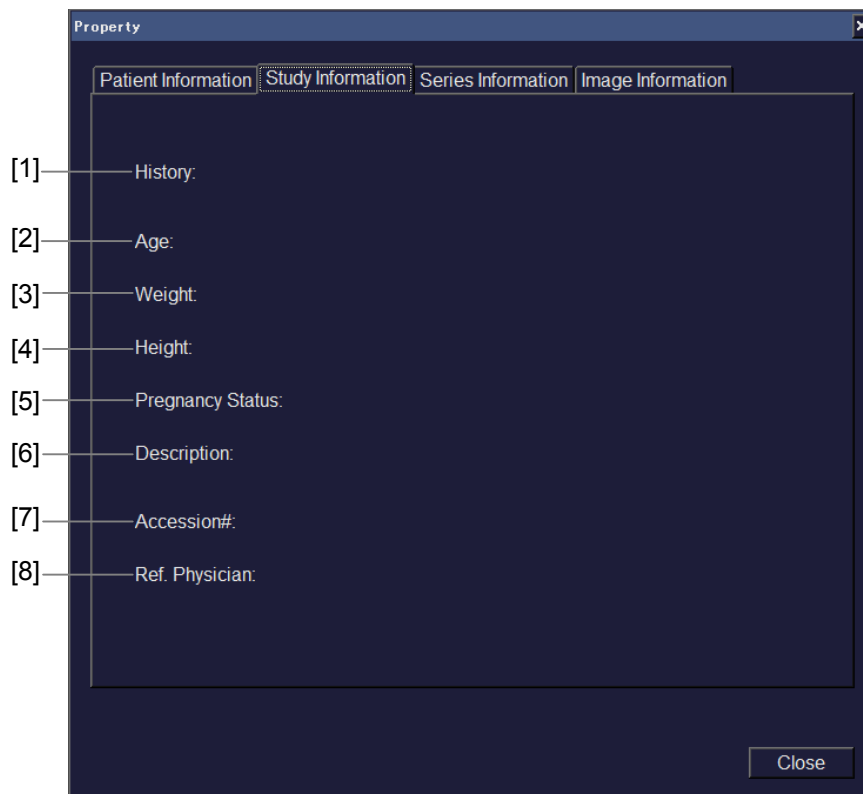 Property
Patient Information Study Information Series Information Image Information
[1] History:
[2] Age:
[3] Weight:
[4] Height:
[5] Pregnancy Status:
[6] Description:
[7] Accession#:
[8] Ref. Physician:
Close